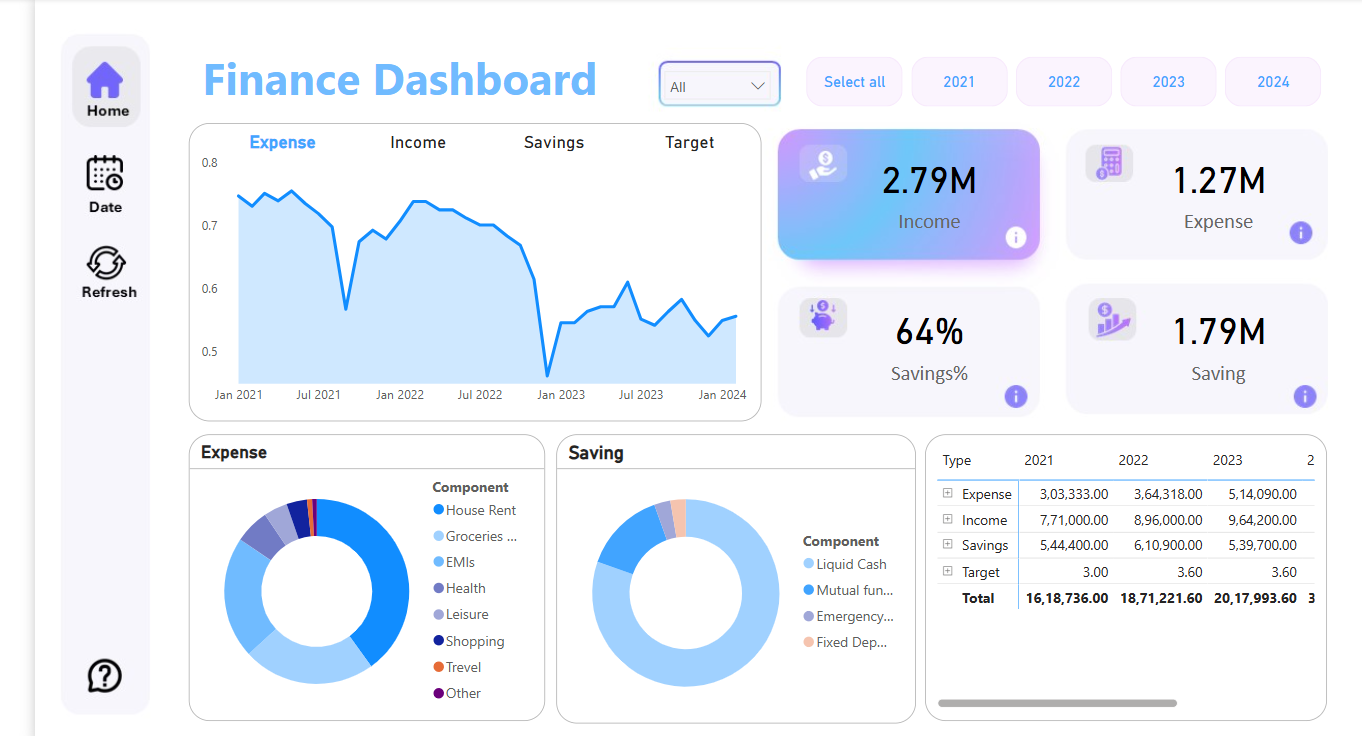 Finance Dashboard
All
Select all
2021
2022
2023
2024
Home
Date
Refresh
Expense Income Savings Target
0.8
0.7
0.6
0.5
Jan 2021 Jul 2021 Jan 2022 Jul 2022 Jan 2023 Jul 2023 Jan 2024
2.79M
Income
1.27M
Expense
64%
Savings%
1.79M
Saving
Expense
Component
House Rent
Groceries ...
EMIs
Health
Leisure
Shopping
Trevel
Other
Saving
Component
Liquid Cash
Mutual fun...
Emergency...
Fixed Dep...
Type 2021 2022 2023 2
Expense 3,03,333.00 3,64,318.00 5,14,090.00
Income 7,71,000.00 8,96,000.00 9,64,200.00
Savings 5,44,400.00 6,10,900.00 5,39,700.00
Target 3.00 3.60 3.60
Total 16,18,736.00 18,71,221.60 20,17,993.60 3